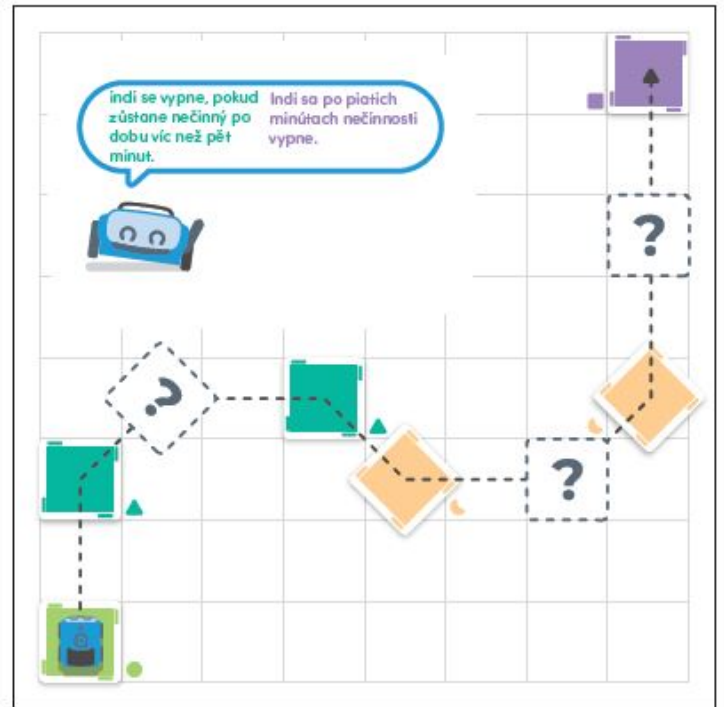 indi se vypne, pokud
zůstane nečinný po
dobu víc než pět
minut.
Indi sa po piatich
minútach nečinnosti
vypne.
?
?
?
?